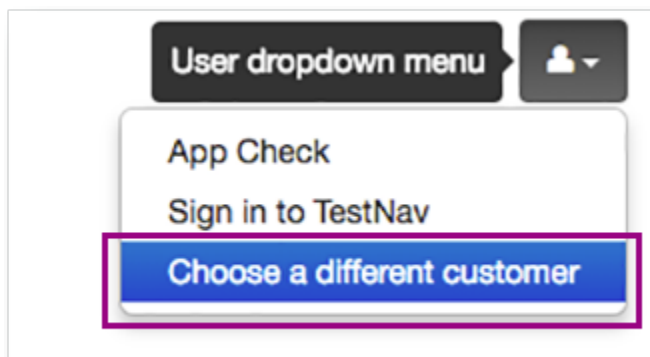 User dropdown menu
App Check
Sign in to TestNav
Choose a different customer